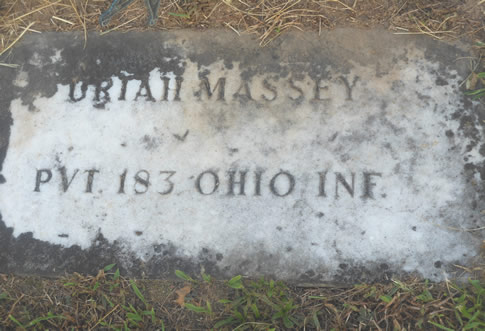 URIAH MASSEY
PVT. 183 OHIO INF.